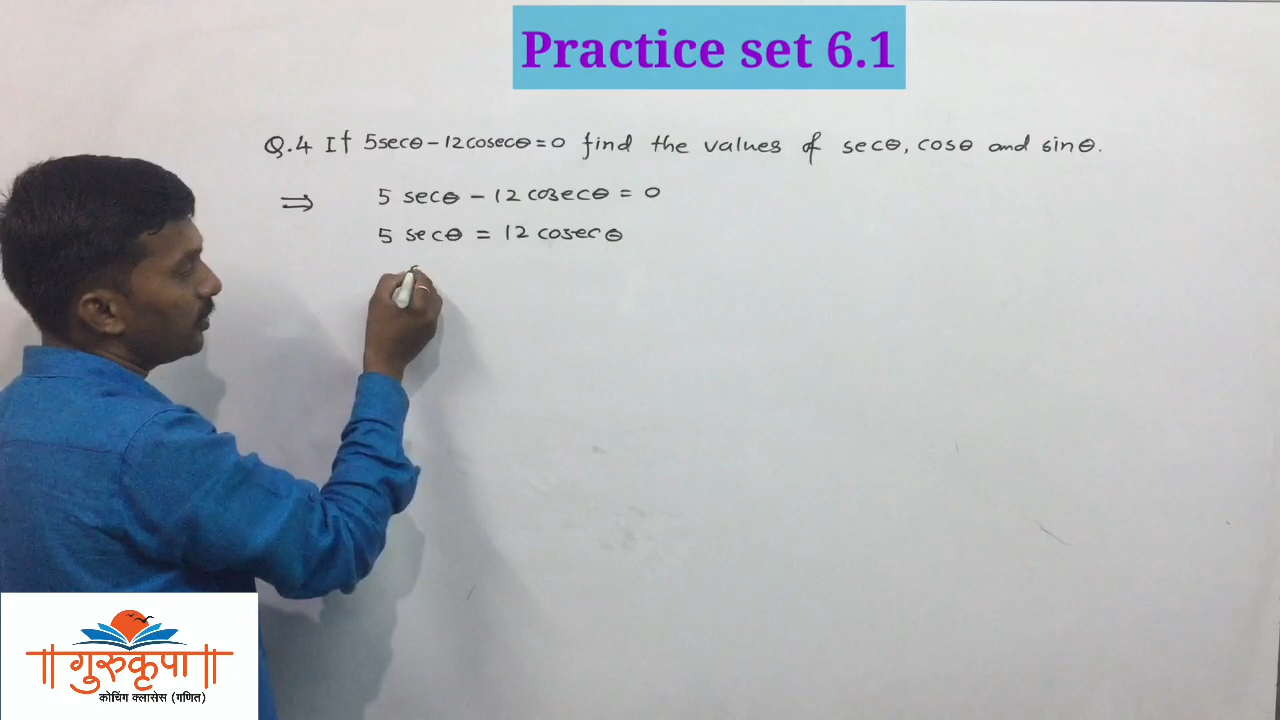 Practice set 6.1
Q.4 If 5secθ-12cosecθ=0 find the values of secθ, cosθ and sinθ.
⇒ 5 secθ - 12 cosecθ = 0
5 secθ = 12 cosecθ
॥गुरुकृपा॥
कोचिंग क्लासेस (गणित)